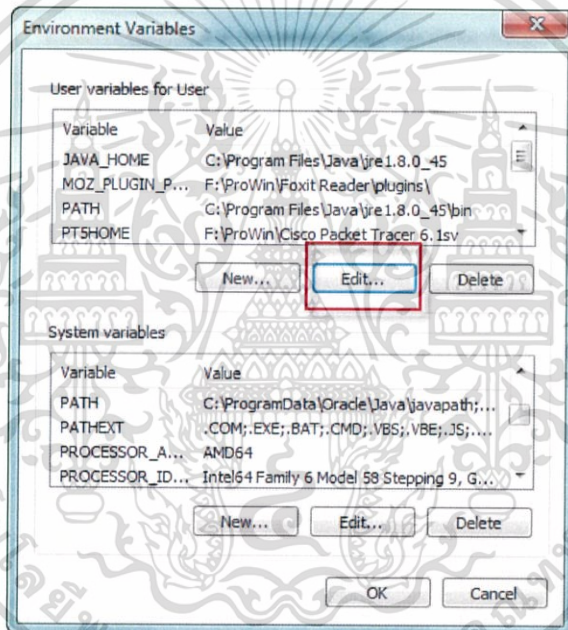 Environment Variables
User variables for User
Variable Value
JAVA_HOME C:\Program Files\Java\jre1.8.0_45
MOZ_PLUGIN_P... F:\ProWin\Foxit Reader\plugins\
PATH C:\Program Files\Java\jre1.8.0_45\bin
PT5HOME F:\ProWin\Cisco Packet Tracer 6.1sv
New... Edit... Delete
System variables
Variable Value
PATH C:\ProgramData\Oracle\Java\javapath;...
PATHEXT .COM;.EXE;.BAT;.CMD;.VBS;.VBE;.JS;....
PROCESSOR_A... AMD64
PROCESSOR_ID... Intel64 Family 6 Model 58 Stepping 9, G...
New... Edit... Delete
OK Cancel